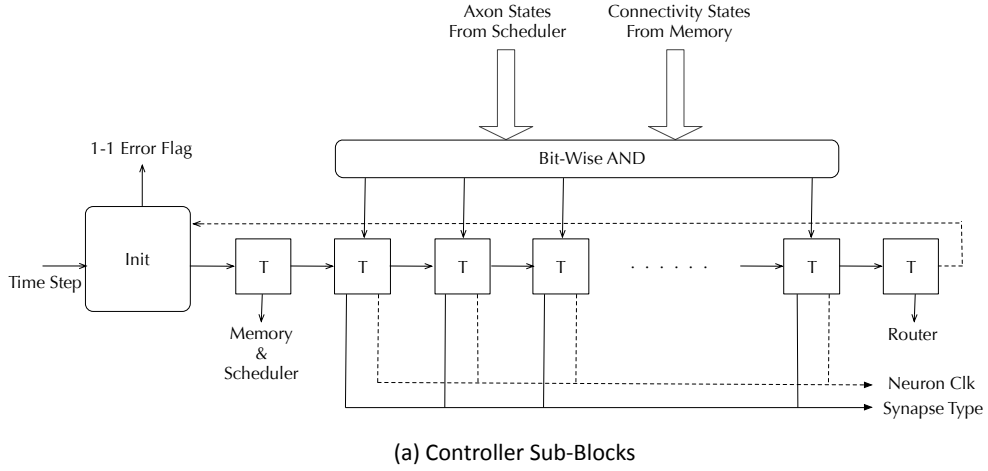 Axon States
From Scheduler
Connectivity States
From Memory
1-1 Error Flag
Bit-Wise AND
Init
Time Step
T
T
T
T
. . . . . .
T
T
Memory
&
Scheduler
Router
Neuron Clk
Synapse Type
(a) Controller Sub-Blocks